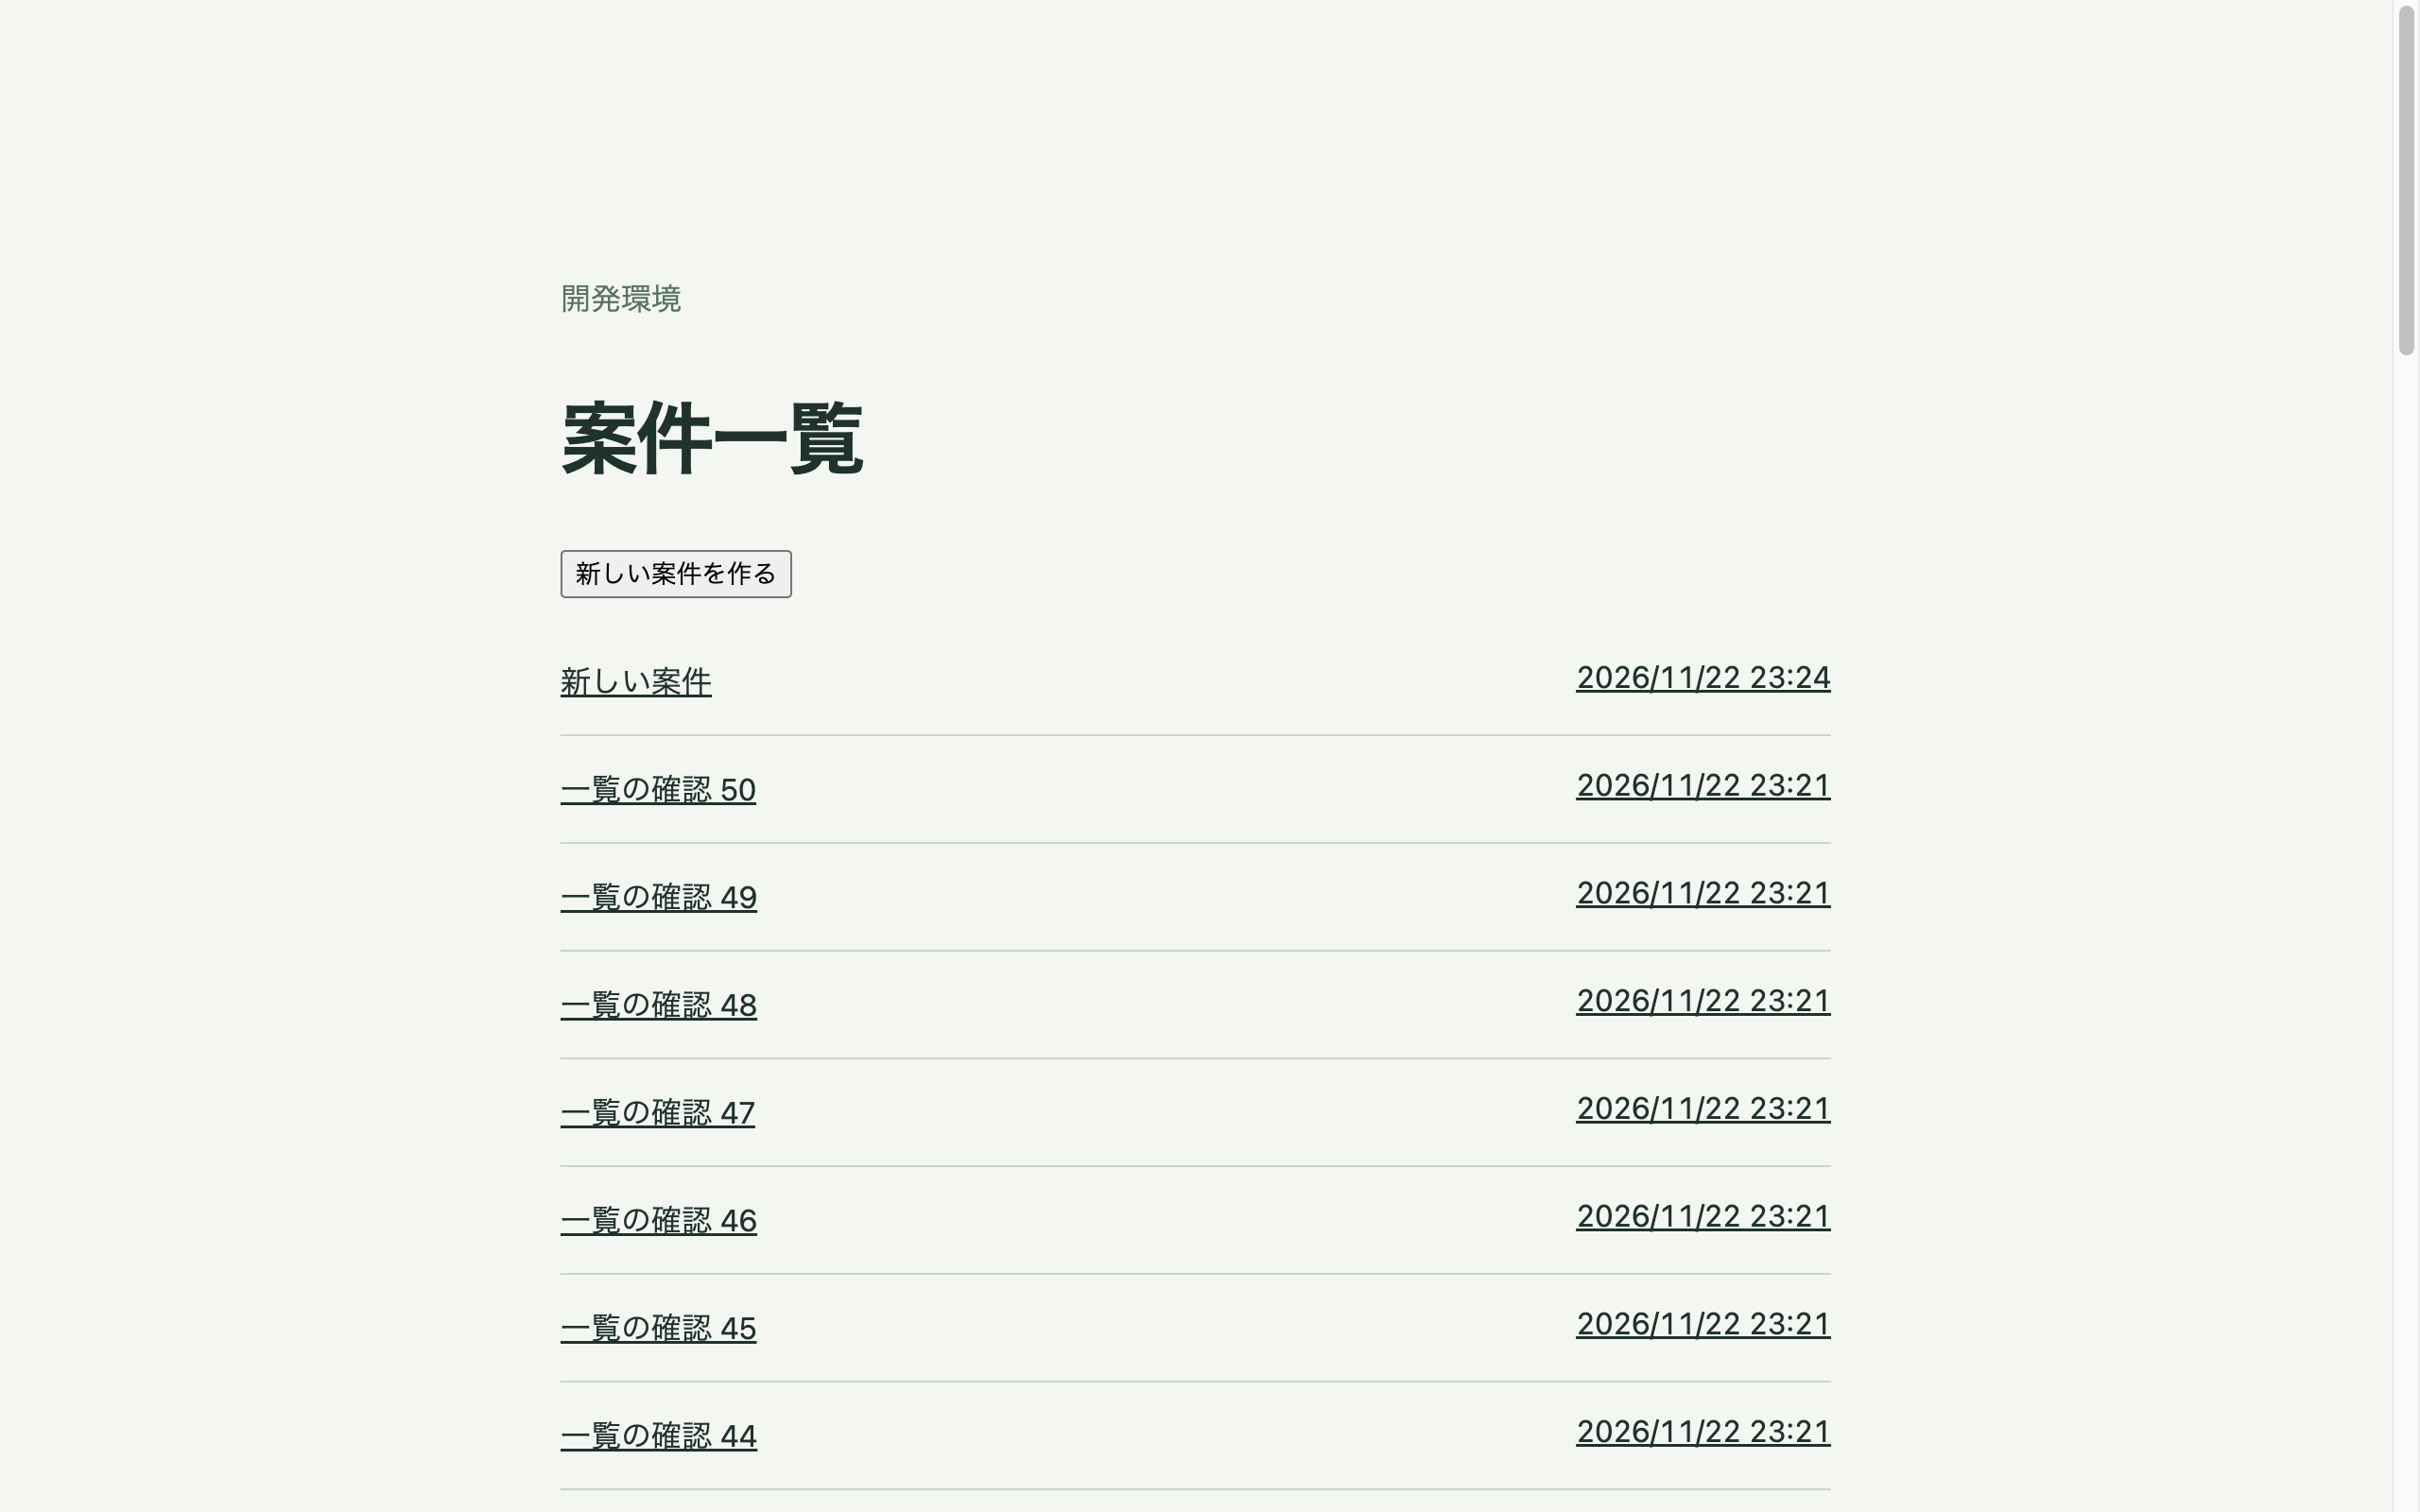 開発環境
案件一覧
新しい案件を作る
新しい案件 2026/11/22 23:24
一覧の確認 50 2026/11/22 23:21
一覧の確認 49 2026/11/22 23:21
一覧の確認 48 2026/11/22 23:21
一覧の確認 47 2026/11/22 23:21
一覧の確認 46 2026/11/22 23:21
一覧の確認 45 2026/11/22 23:21
一覧の確認 44 2026/11/22 23:21